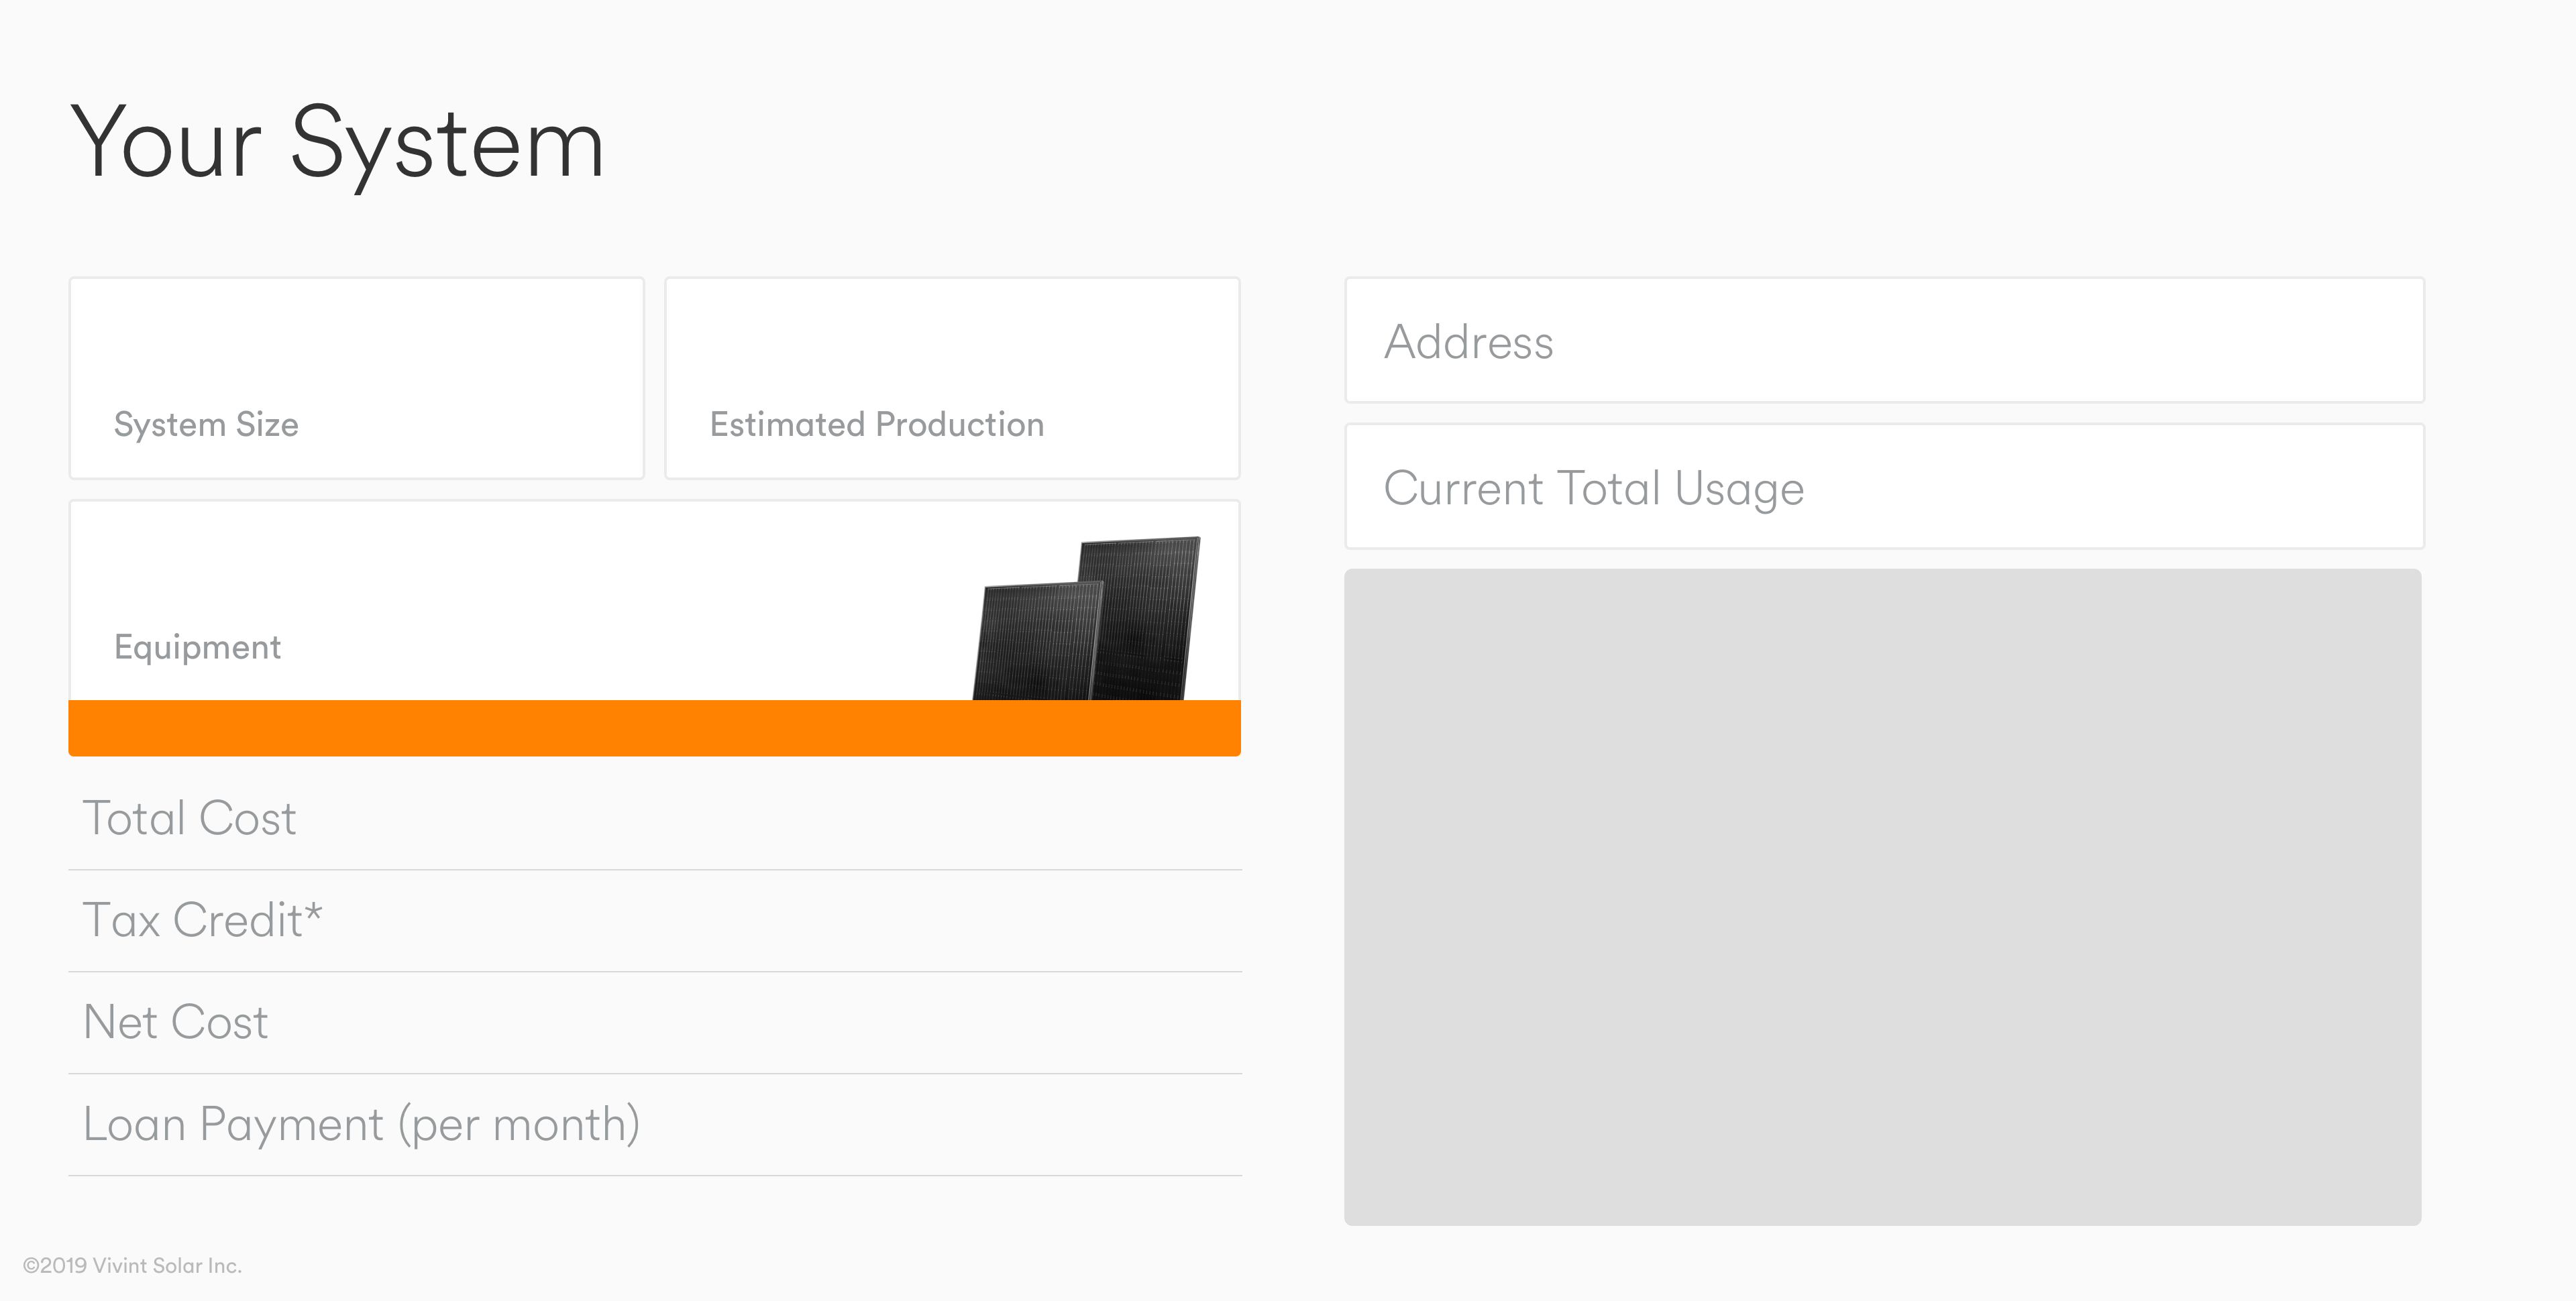 Your System
System Size
Estimated Production
Equipment
Total Cost
Tax Credit*
Net Cost
Loan Payment (per month)
Address
Current Total Usage
©2019 Vivint Solar Inc.